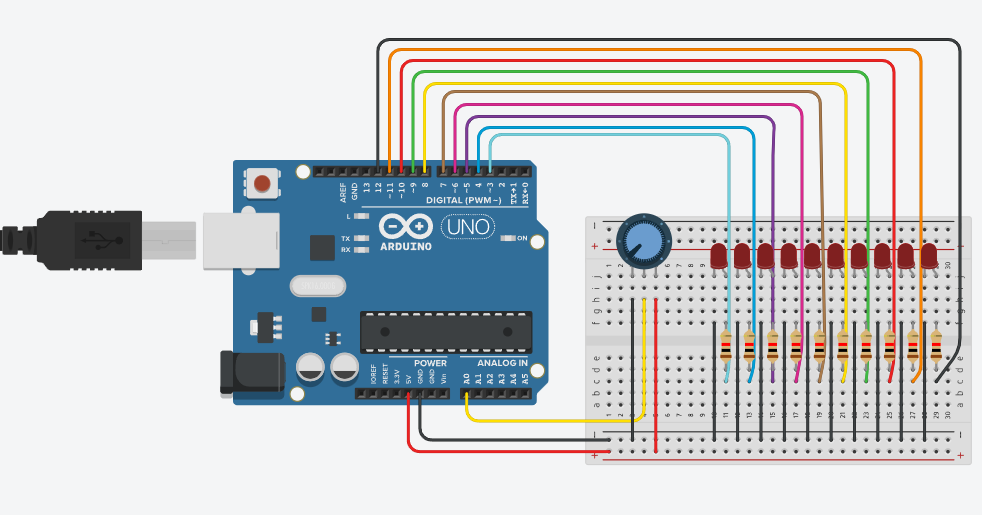 AREF
GND
13
12
~11
~10
~9
8
7
~6
~5
4
~3
2
TX→1
RX←0
DIGITAL (PWM~)
L
TX
RX
UNO
ON
ARDUINO
POWER
ANALOG IN
IOREF
RESET
3.3V
5V
GND
GND
Vin
A0
A1
A2
A3
A4
A5
- -
+ +
j j
i i
h h
g g
f f
e e
d d
c c
b b
a a
- -
+ +